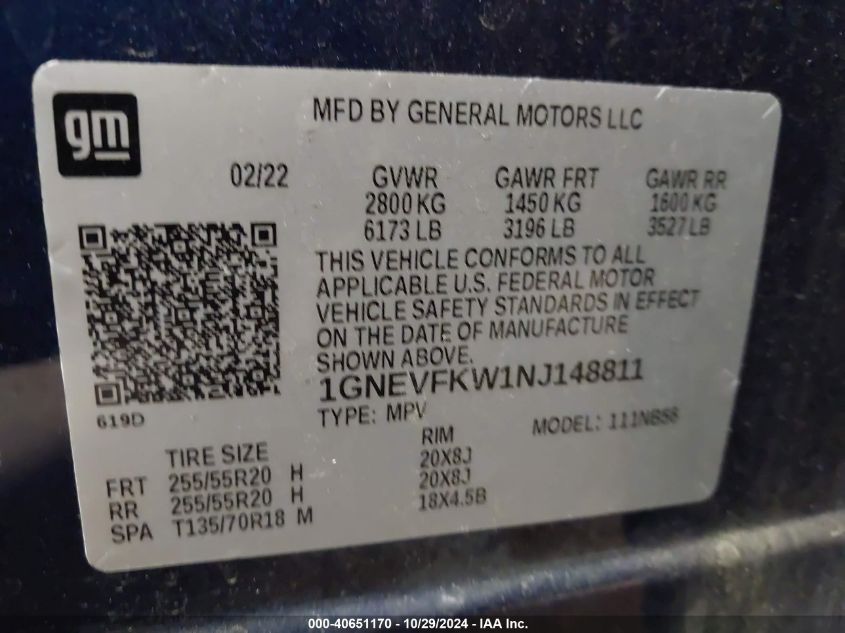 gm
MFD BY GENERAL MOTORS LLC
02/22 GVWR GAWR FRT GAWR RR
2800 KG 1450 KG 1600 KG
6173 LB 3196 LB 3527 LB
THIS VEHICLE CONFORMS TO ALL
APPLICABLE U.S. FEDERAL MOTOR
VEHICLE SAFETY STANDARDS IN EFFECT
ON THE DATE OF MANUFACTURE
SHOWN ABOVE.
1GNEVFKW1NJ148811
619D
TYPE: MPV MODEL: 111NB56
TIRE SIZE RIM
FRT 255/55R20 H 20X8J
RR 255/55R20 H 20X8J
SPA T135/70R18 M 18X4.5B
000-40651170 - 10/29/2024 - IAA Inc.